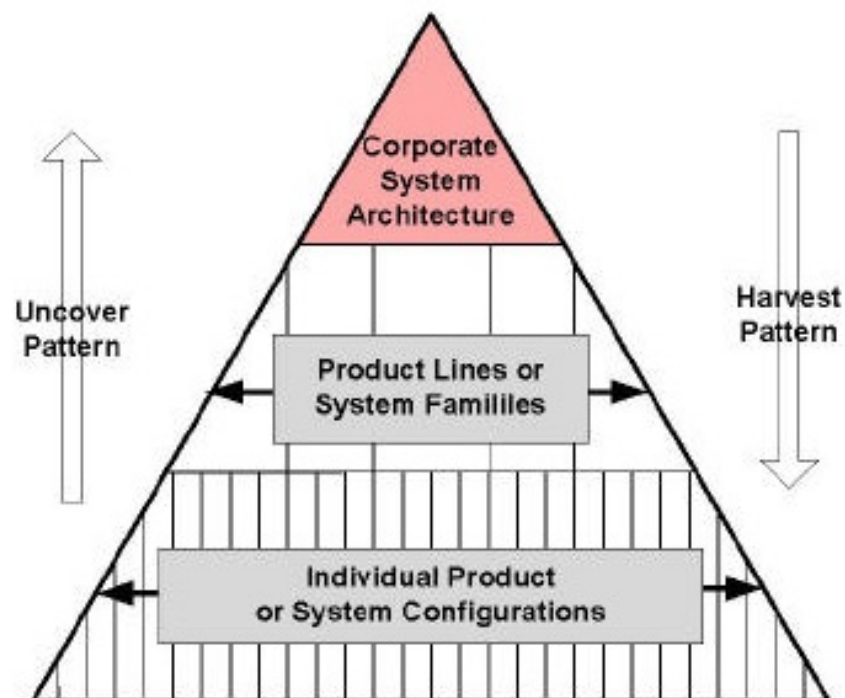 Corporate
System
Architecture
Uncover
Pattern
Harvest
Pattern
Product Lines or
System Famililes
Individual Product
or System Configurations